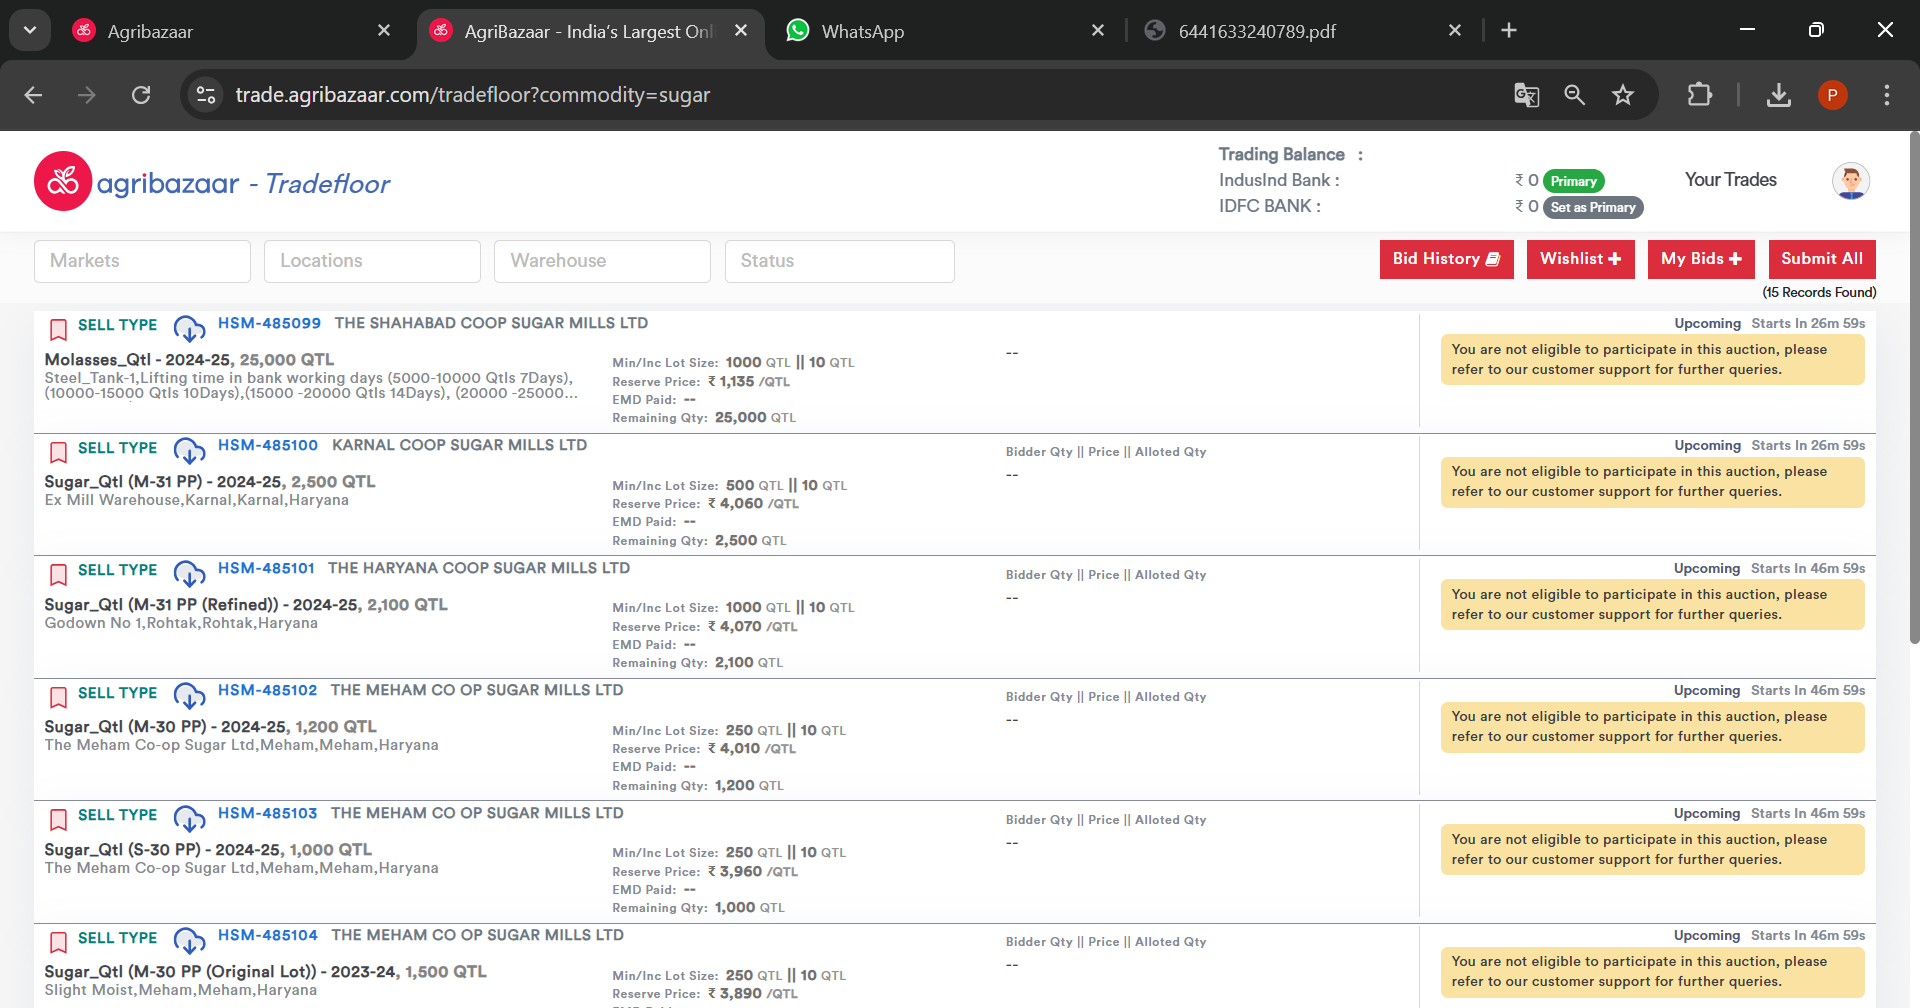 Agribazaar
AgriBazaar - India's Largest Onl
WhatsApp
6441633240789.pdf
trade.agribazaar.com/tradefloor?commodity=sugar
P
agribazaar - Tradefloor
Trading Balance :
IndusInd Bank : ₹ 0 Primary
IDFC BANK : ₹ 0 Set as Primary
Your Trades
Markets
Locations
Warehouse
Status
Bid History
Wishlist
My Bids
Submit All
(15 Records Found)
SELL TYPE HSM-485099 THE SHAHABAD COOP SUGAR MILLS LTD
Molasses_Qtl - 2024-25, 25,000 QTL
Steel_Tank-1,Lifting time in bank working days (5000-10000 Qtls 7Days),
(10000-15000 Qtls 10Days),(15000 -20000 Qtls 14Days), (20000 -25000...
Min/Inc Lot Size: 1000 QTL || 10 QTL
Reserve Price: ₹ 1,135 /QTL
EMD Paid: --
Remaining Qty: 25,000 QTL
--
Upcoming Starts In 26m 59s
You are not eligible to participate in this auction, please
refer to our customer support for further queries.
SELL TYPE HSM-485100 KARNAL COOP SUGAR MILLS LTD
Sugar_Qtl (M-31 PP) - 2024-25, 2,500 QTL
Ex Mill Warehouse,Karnal,Karnal,Haryana
Min/Inc Lot Size: 500 QTL || 10 QTL
Reserve Price: ₹ 4,060 /QTL
EMD Paid: --
Remaining Qty: 2,500 QTL
Bidder Qty || Price || Alloted Qty
--
Upcoming Starts In 26m 59s
You are not eligible to participate in this auction, please
refer to our customer support for further queries.
SELL TYPE HSM-485101 THE HARYANA COOP SUGAR MILLS LTD
Sugar_Qtl (M-31 PP (Refined)) - 2024-25, 2,100 QTL
Godown No 1,Rohtak,Rohtak,Haryana
Min/Inc Lot Size: 1000 QTL || 10 QTL
Reserve Price: ₹ 4,070 /QTL
EMD Paid: --
Remaining Qty: 2,100 QTL
Bidder Qty || Price || Alloted Qty
--
Upcoming Starts In 46m 59s
You are not eligible to participate in this auction, please
refer to our customer support for further queries.
SELL TYPE HSM-485102 THE MEHAM CO OP SUGAR MILLS LTD
Sugar_Qtl (M-30 PP) - 2024-25, 1,200 QTL
The Meham Co-op Sugar Ltd,Meham,Meham,Haryana
Min/Inc Lot Size: 250 QTL || 10 QTL
Reserve Price: ₹ 4,010 /QTL
EMD Paid: --
Remaining Qty: 1,200 QTL
Bidder Qty || Price || Alloted Qty
--
Upcoming Starts In 46m 59s
You are not eligible to participate in this auction, please
refer to our customer support for further queries.
SELL TYPE HSM-485103 THE MEHAM CO OP SUGAR MILLS LTD
Sugar_Qtl (S-30 PP) - 2024-25, 1,000 QTL
The Meham Co-op Sugar Ltd,Meham,Meham,Haryana
Min/Inc Lot Size: 250 QTL || 10 QTL
Reserve Price: ₹ 3,960 /QTL
EMD Paid: --
Remaining Qty: 1,000 QTL
Bidder Qty || Price || Alloted Qty
--
Upcoming Starts In 46m 59s
You are not eligible to participate in this auction, please
refer to our customer support for further queries.
SELL TYPE HSM-485104 THE MEHAM CO OP SUGAR MILLS LTD
Sugar_Qtl (M-30 PP (Original Lot)) - 2023-24, 1,500 QTL
Slight Moist,Meham,Meham,Haryana
Min/Inc Lot Size: 250 QTL || 10 QTL
Reserve Price: ₹ 3,890 /QTL
Bidder Qty || Price || Alloted Qty
--
Upcoming Starts In 46m 59s
You are not eligible to participate in this auction, please
refer to our customer support for further queries.